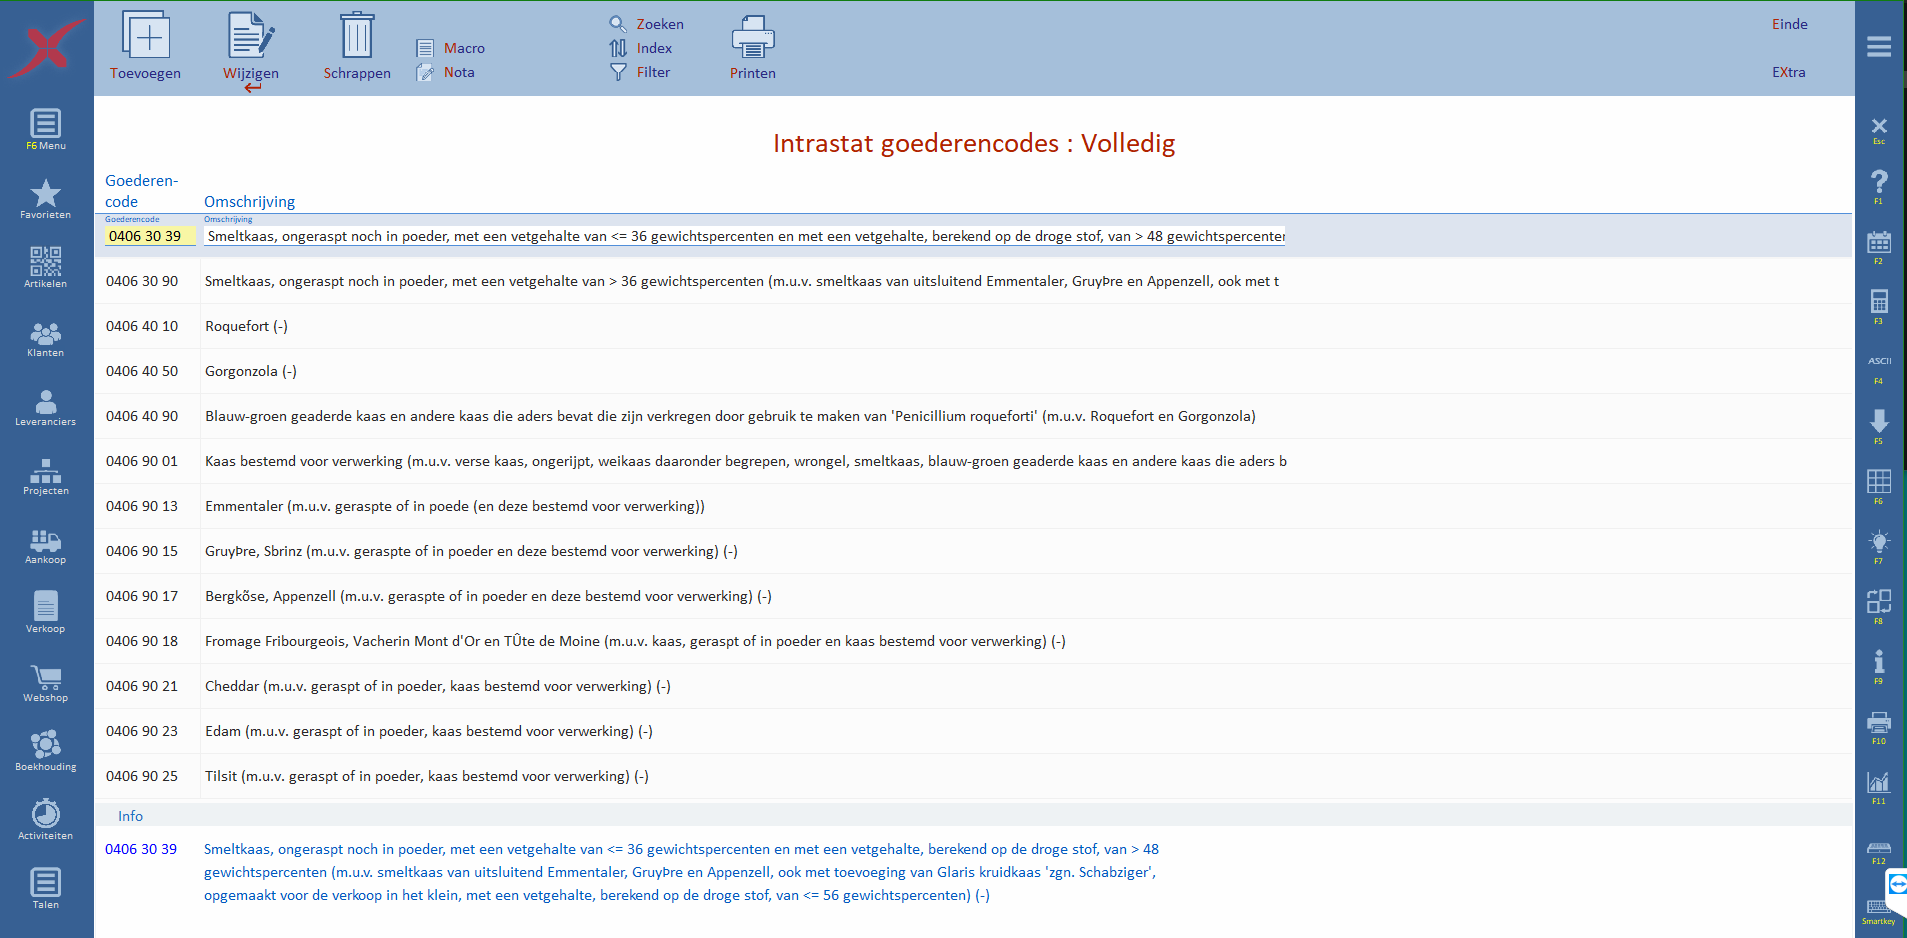 Toevoegen
Wijzigen
Schrappen
Macro
Nota
Zoeken
Index
Filter
Printen
Einde
EXtra
F6 Menu
Favorieten
Artikelen
Klanten
Leveranciers
Projecten
Aankoop
Verkoop
Webshop
Boekhouding
Activiteiten
Talen
Intrastat goederencodes : Volledig
Goederen-
code Omschrijving
Goederencode Omschrijving
0406 30 39 Smeltkaas, ongeraspt noch in poeder, met een vetgehalte van <= 36 gewichtspercenten en met een vetgehalte, berekend op de droge stof, van > 48 gewichtspercenter
0406 30 90 Smeltkaas, ongeraspt noch in poeder, met een vetgehalte van > 36 gewichtspercenten (m.u.v. smeltkaas van uitsluitend Emmentaler, GruyÞre en Appenzell, ook met t
0406 40 10 Roquefort (-)
0406 40 50 Gorgonzola (-)
0406 40 90 Blauw-groen geaderde kaas en andere kaas die aders bevat die zijn verkregen door gebruik te maken van 'Penicillium roqueforti' (m.u.v. Roquefort en Gorgonzola)
0406 90 01 Kaas bestemd voor verwerking (m.u.v. verse kaas, ongerijpt, weikaas daaronder begrepen, wrongel, smeltkaas, blauw-groen geaderde kaas en andere kaas die aders b
0406 90 13 Emmentaler (m.u.v. geraspte of in poede (en deze bestemd voor verwerking))
0406 90 15 GruyÞre, Sbrinz (m.u.v. geraspte of in poeder en deze bestemd voor verwerking) (-)
0406 90 17 Bergkõse, Appenzell (m.u.v. geraspte of in poeder en deze bestemd voor verwerking) (-)
0406 90 18 Fromage Fribourgeois, Vacherin Mont d'Or en TÛte de Moine (m.u.v. kaas, geraspt of in poeder en kaas bestemd voor verwerking) (-)
0406 90 21 Cheddar (m.u.v. geraspt of in poeder, kaas bestemd voor verwerking) (-)
0406 90 23 Edam (m.u.v. geraspt of in poeder, kaas bestemd voor verwerking) (-)
0406 90 25 Tilsit (m.u.v. geraspt of in poeder, kaas bestemd voor verwerking) (-)
Info
0406 30 39 Smeltkaas, ongeraspt noch in poeder, met een vetgehalte van <= 36 gewichtspercenten en met een vetgehalte, berekend op de droge stof, van > 48
gewichtspercenten (m.u.v. smeltkaas van uitsluitend Emmentaler, GruyÞre en Appenzell, ook met toevoeging van Glaris kruidkaas 'zgn. Schabziger',
opgemaakt voor de verkoop in het klein, met een vetgehalte, berekend op de droge stof, van <= 56 gewichtspercenten) (-)
Esc
F1
F2
F3
ASCII
F4
F5
F6
F7
F8
F9
F10
F11
F12
Smartkey